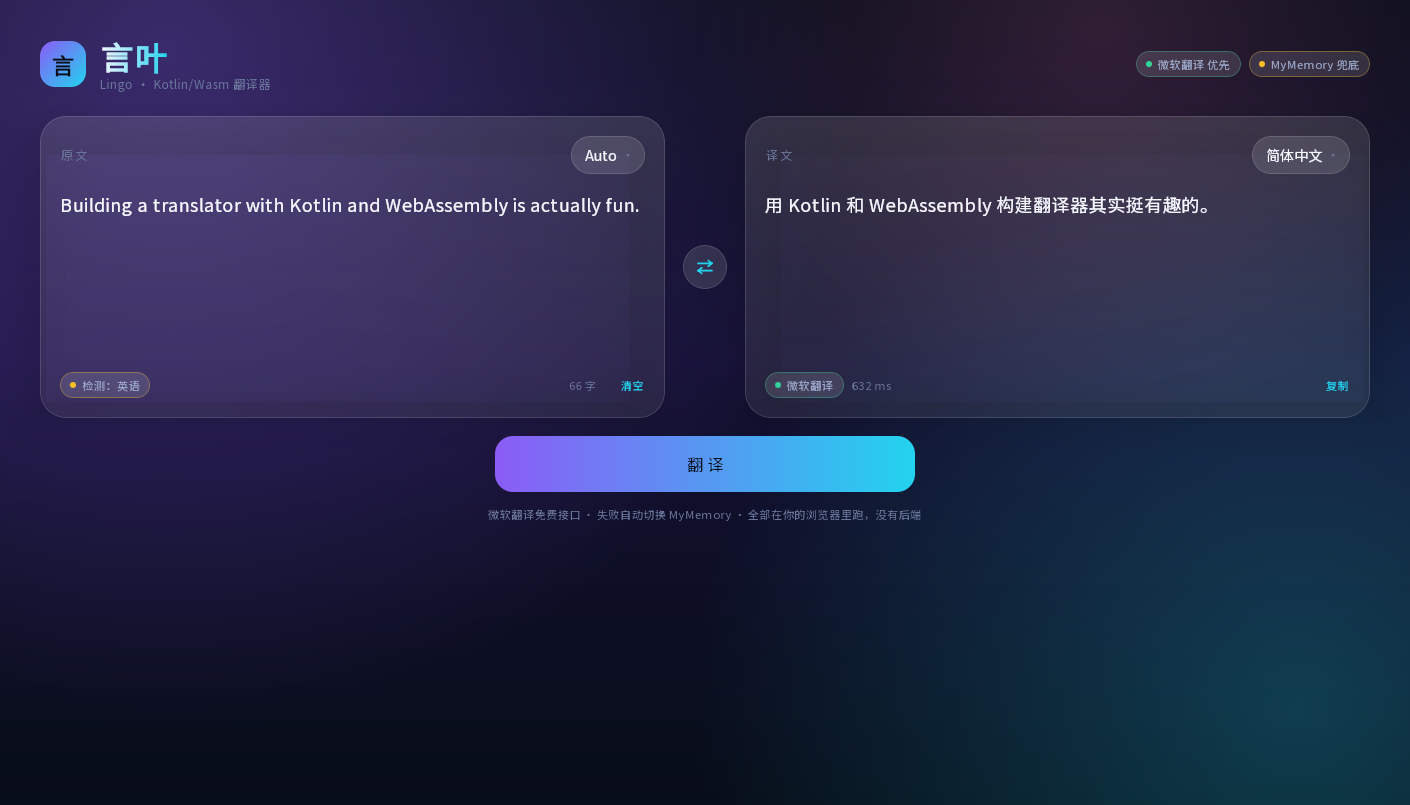 言
言叶
Lingo · Kotlin/Wasm 翻译器
微软翻译 优先
MyMemory 兜底
原文
Auto
Building a translator with Kotlin and WebAssembly is actually fun.
检测: 英语
66 字
清空
译文
简体中文
用 Kotlin 和 WebAssembly 构建翻译器其实挺有趣的。
微软翻译
632 ms
复制
翻 译
微软翻译免费接口 · 失败自动切换 MyMemory · 全部在你的浏览器里跑，没有后端